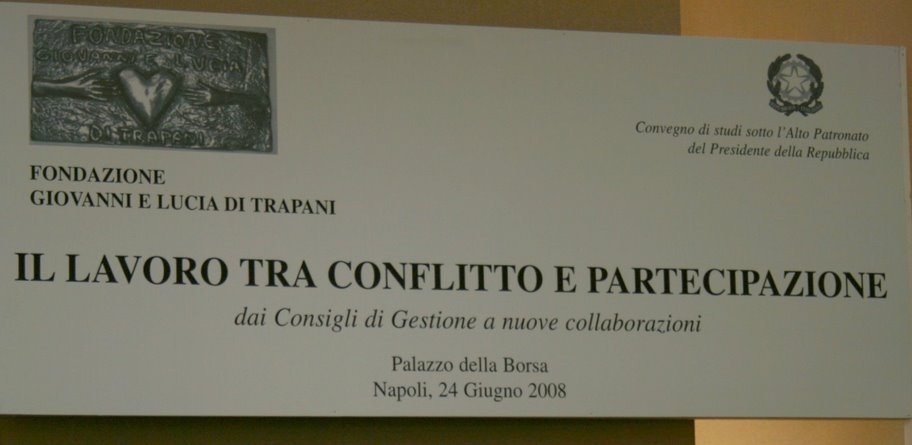 FONDAZIONE
GIOVANNI E LUCIA
DI TRAPANI
FONDAZIONE
GIOVANNI E LUCIA DI TRAPANI
Convegno di studi sotto l'Alto Patronato
del Presidente della Repubblica
IL LAVORO TRA CONFLITTO E PARTECIPAZIONE
dai Consigli di Gestione a nuove collaborazioni
Palazzo della Borsa
Napoli, 24 Giugno 2008